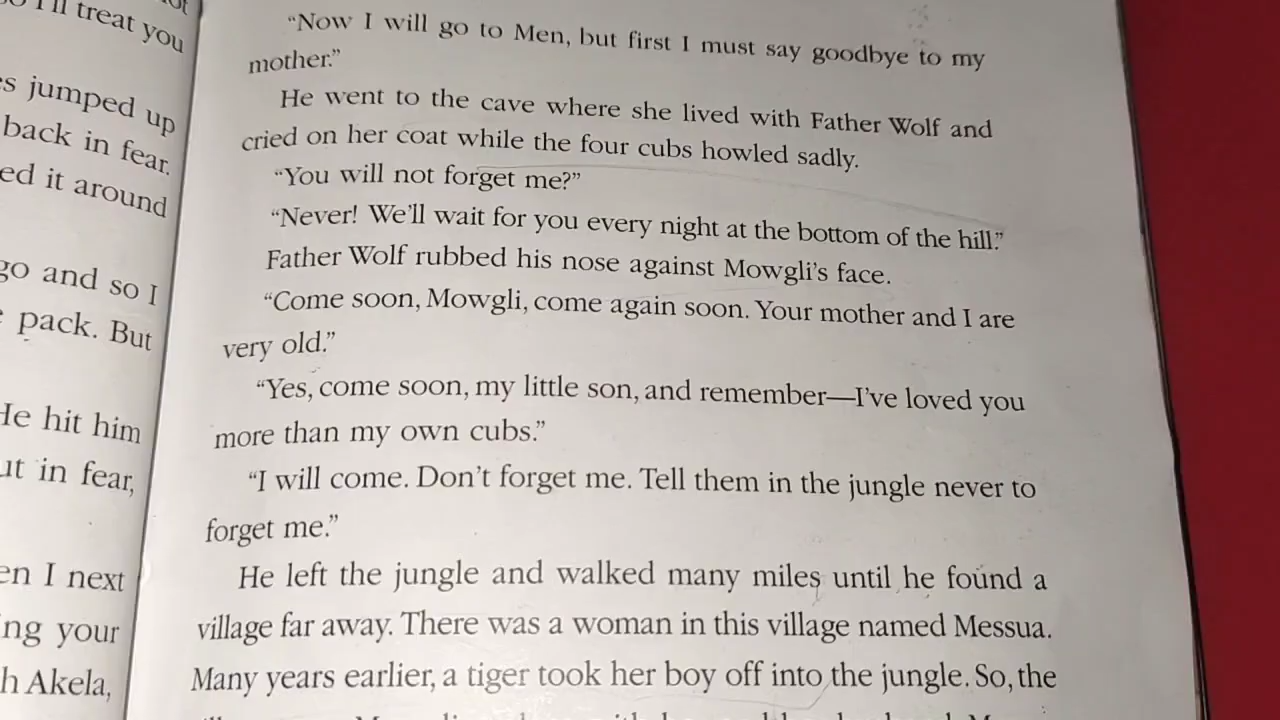 I'll treat you
jumped up
back in fear.
it around
and so I
pack. But
hit him
in fear,
I next
your
Akela,
"Now I will go to Men, but first I must say goodbye to my
mother."
He went to the cave where she lived with Father Wolf and
cried on her coat while the four cubs howled sadly.
"You will not forget me?"
"Never! We'll wait for you every night at the bottom of the hill."
Father Wolf rubbed his nose against Mowgli's face.
"Come soon, Mowgli, come again soon. Your mother and I are
very old."
"Yes, come soon, my little son, and remember—I've loved you
more than my own cubs."
"I will come. Don't forget me. Tell them in the jungle never to
forget me."
He left the jungle and walked many miles until he found a
village far away. There was a woman in this village named Messua.
Many years earlier, a tiger took her boy off into the jungle. So, the